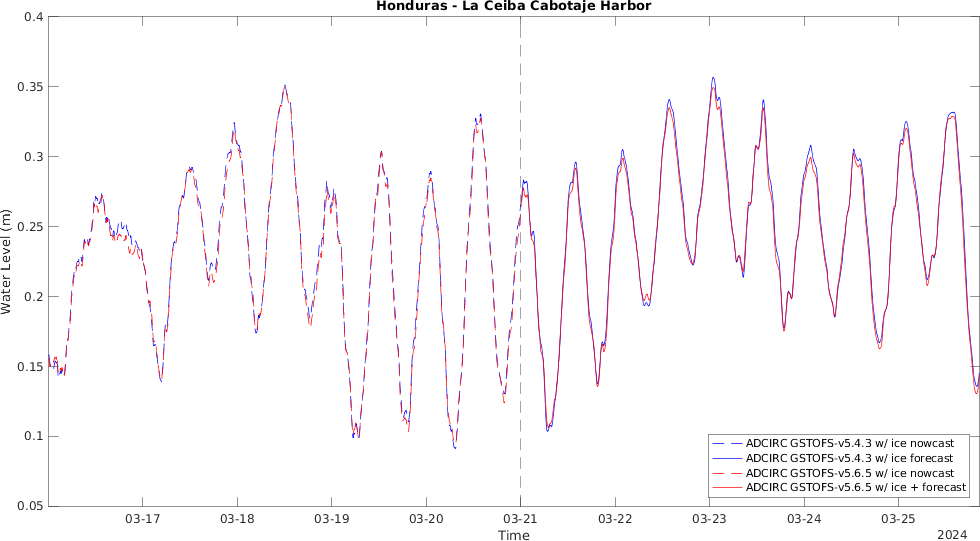 Honduras - La Ceiba Cabotaje Harbor
0.4
0.35
0.3
0.25
0.2
0.15
0.1
0.05
Water Level (m)
ADCIRC GSTOFS-v5.4.3 w/ ice nowcast
ADCIRC GSTOFS-v5.4.3 w/ ice forecast
ADCIRC GSTOFS-v5.6.5 w/ ice nowcast
ADCIRC GSTOFS-v5.6.5 w/ ice + forecast
03-17 03-18 03-19 03-20 03-21 03-22 03-23 03-24 03-25
Time
2024